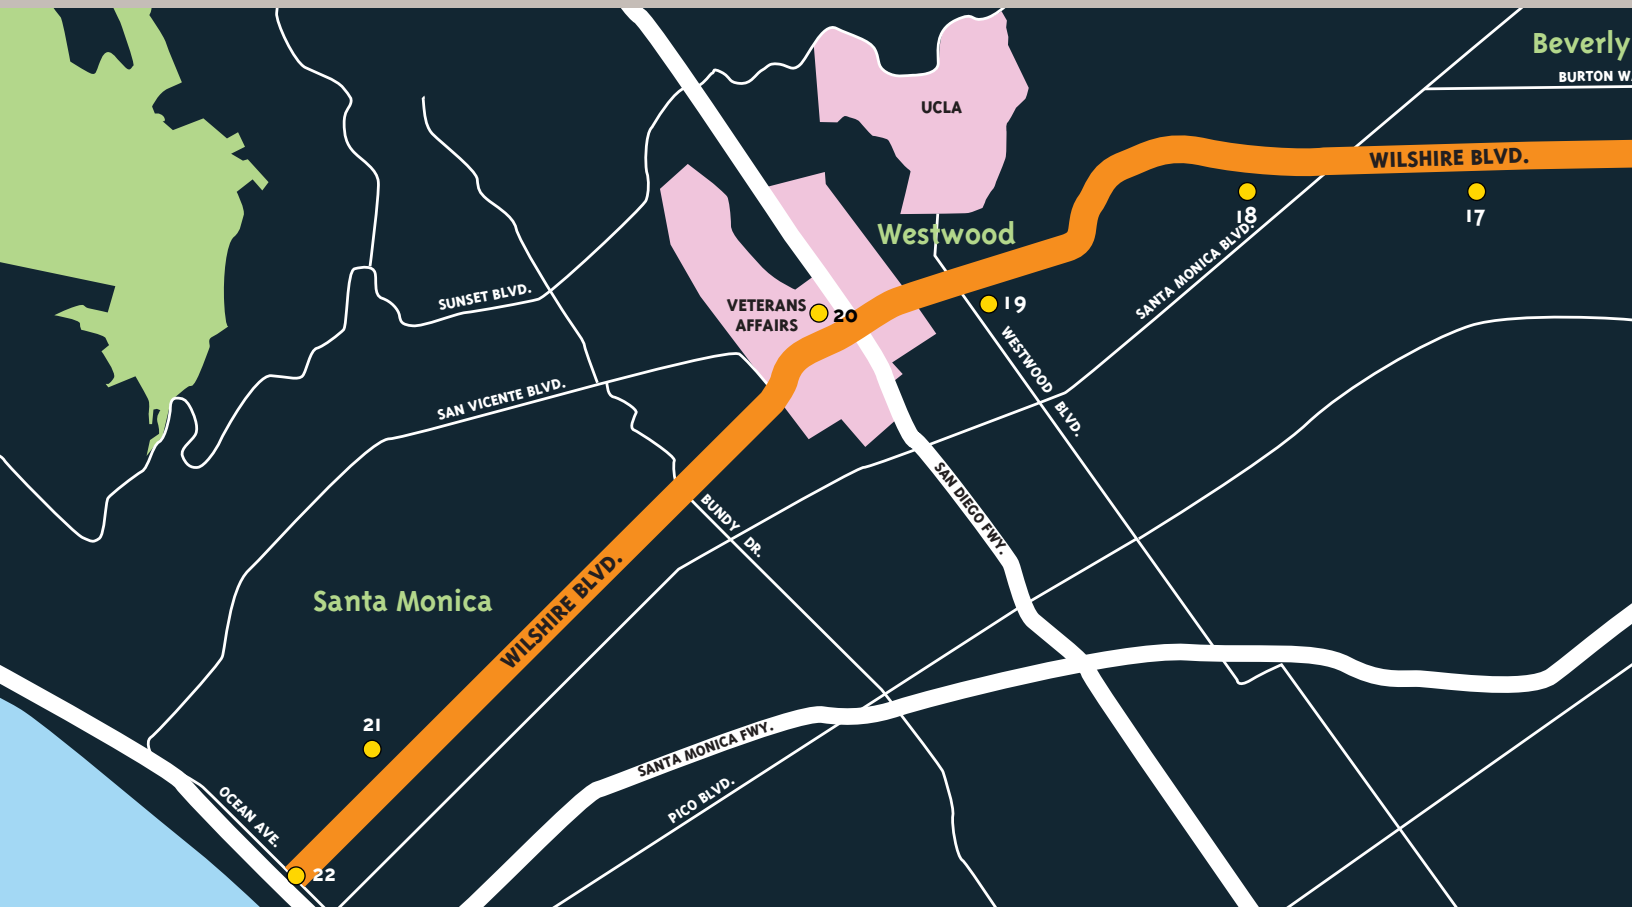 Beverly
BURTON W
UCLA
WILSHIRE BLVD.
18
17
Westwood
SANTA MONICA BLVD.
SUNSET BLVD.
VETERANS
AFFAIRS
20
19
WESTWOOD BLVD.
SAN VICENTE BLVD.
SAN DIEGO FWY.
BUNDY DR.
Santa Monica
WILSHIRE BLVD.
21
SANTA MONICA FWY.
PICO BLVD.
OCEAN AVE.
22